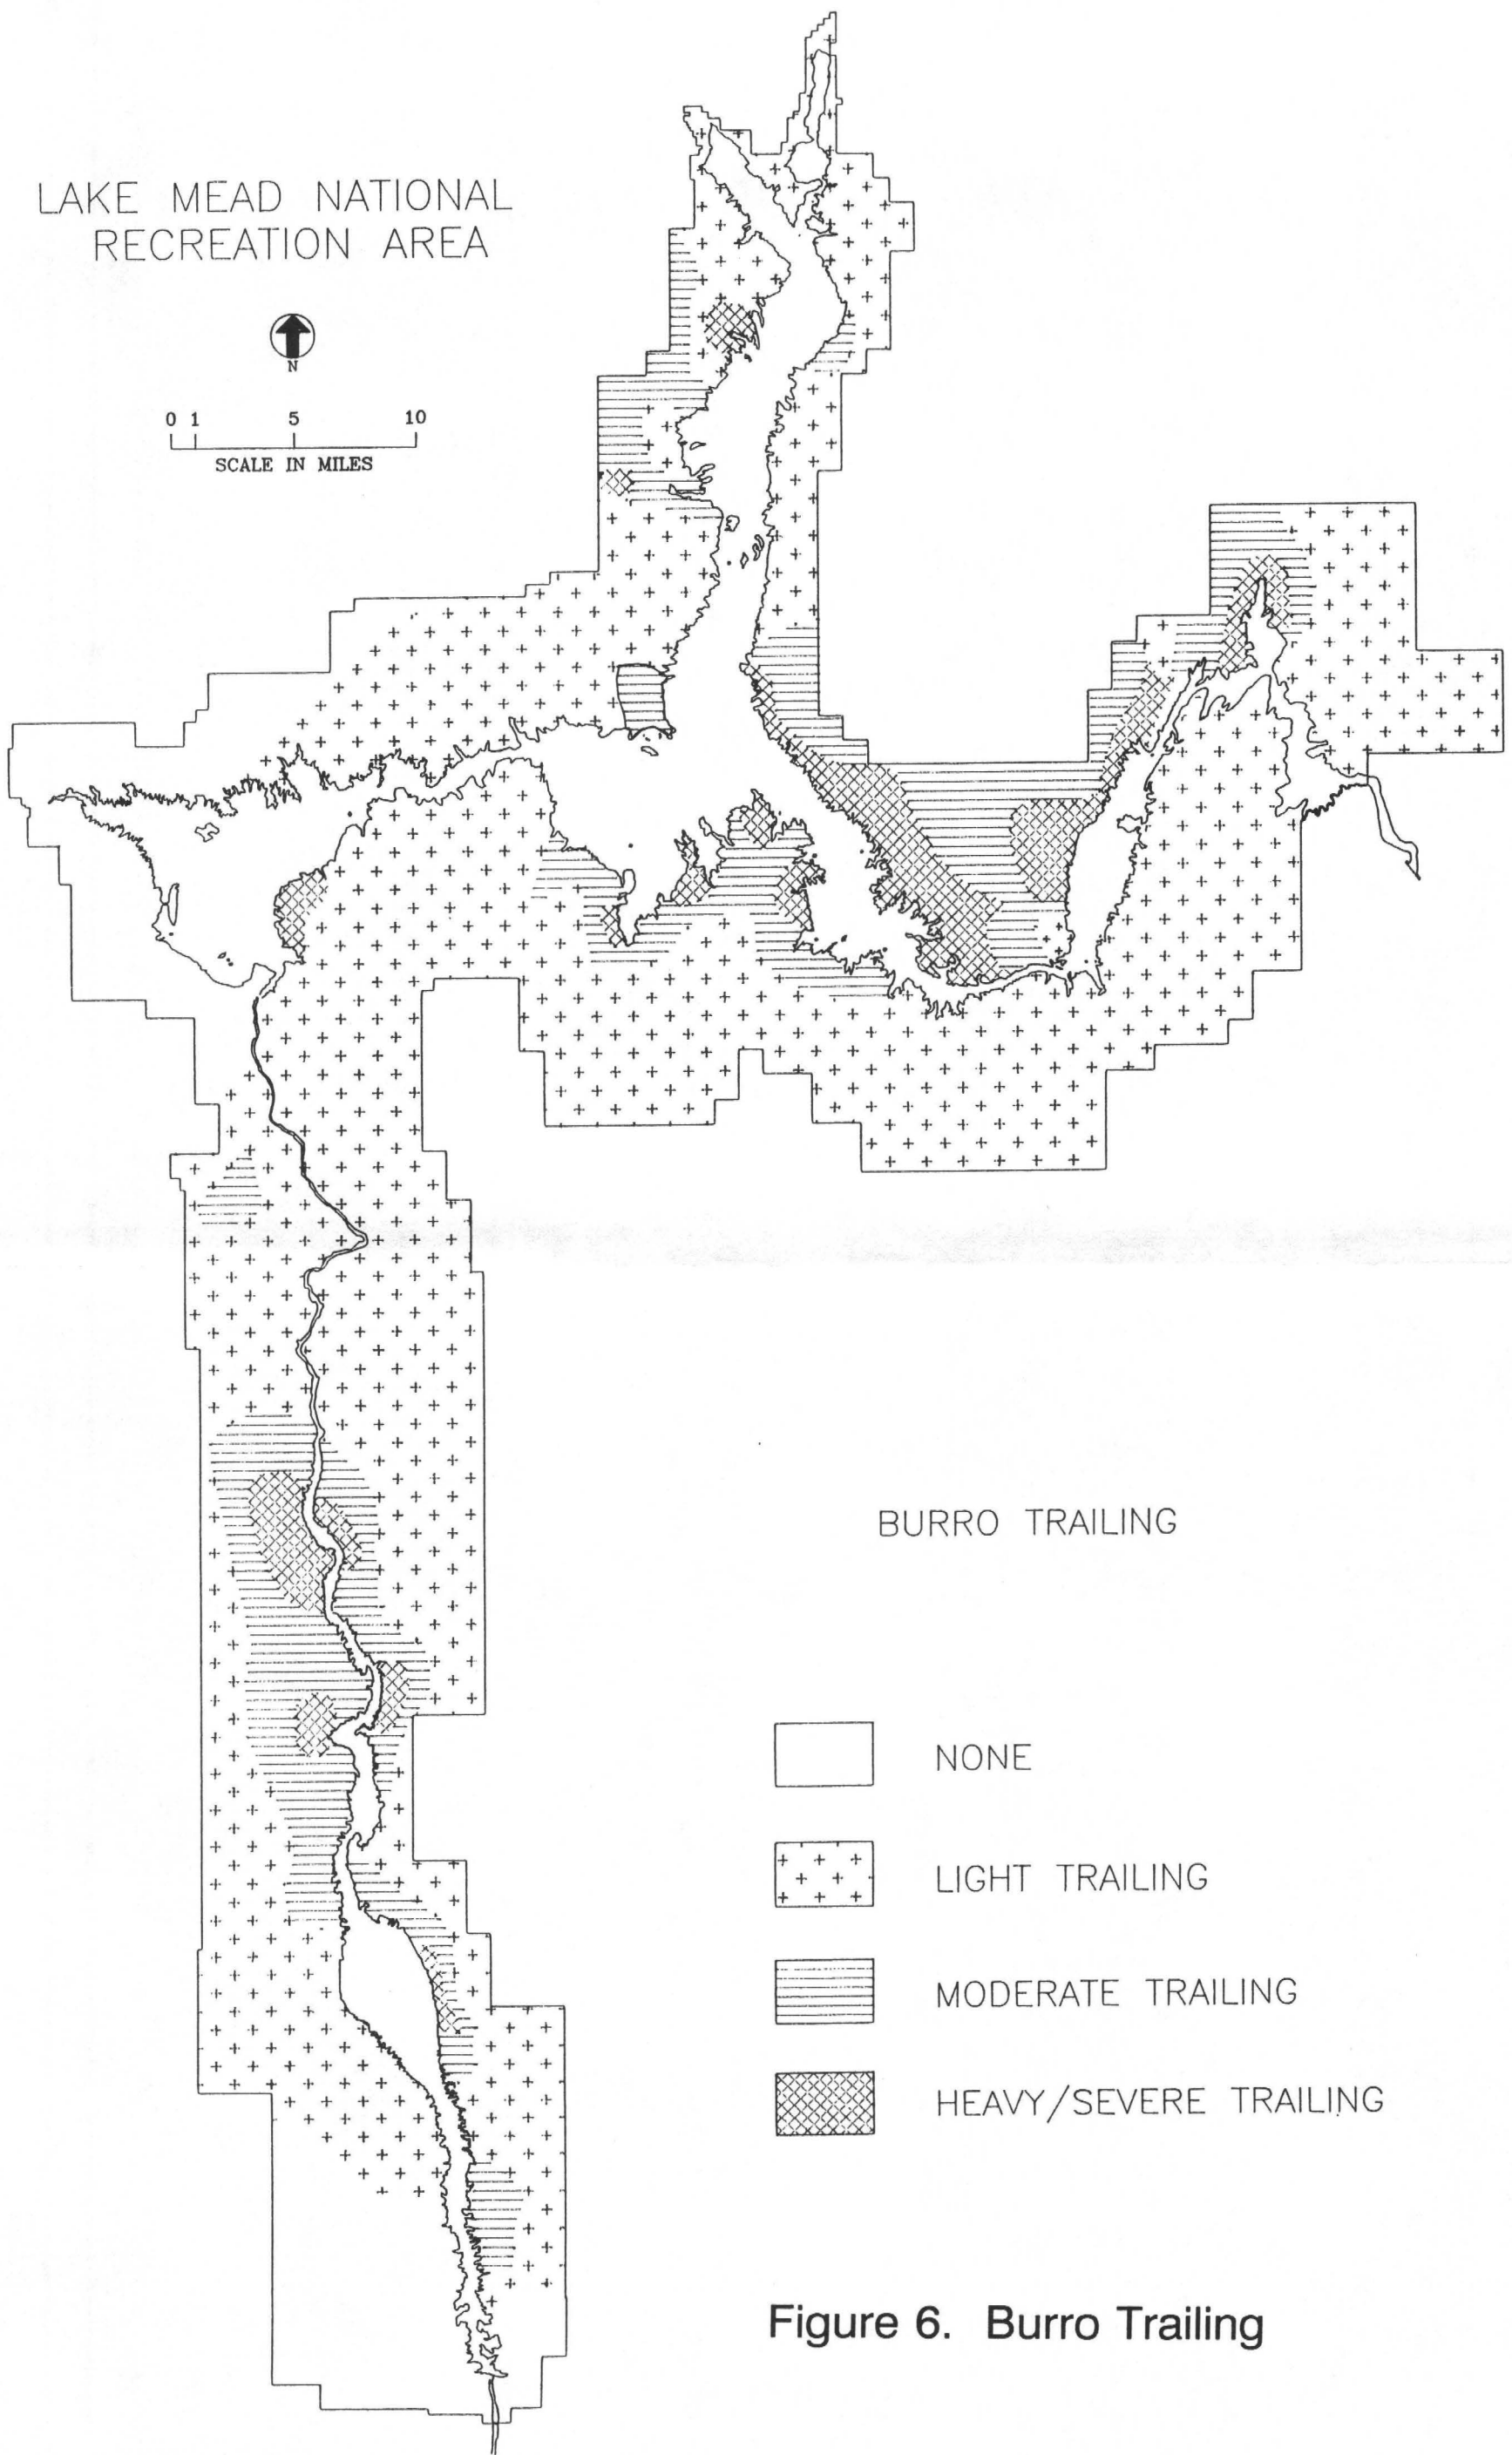 LAKE MEAD NATIONAL
RECREATION AREA
N
0 1 5 10
SCALE IN MILES
BURRO TRAILING
NONE
LIGHT TRAILING
MODERATE TRAILING
HEAVY/SEVERE TRAILING
Figure 6. Burro Trailing